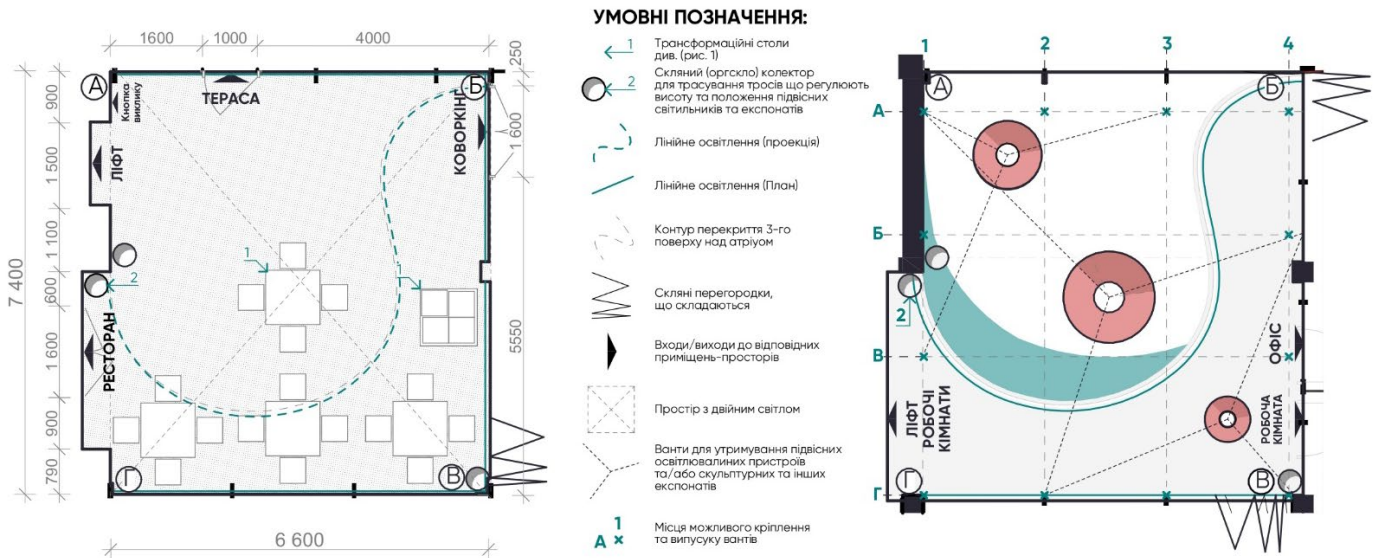 1600
1000
4000
250
900
1 500
1 100
600
1 600
900
790
7 400
6 600
1 600
5550
А
Б
В
Г
Кнопка
виклику
ТЕРАСА
КОВОРКІНГ
ЛІФТ
РЕСТОРАН
1
2
УМОВНІ ПОЗНАЧЕННЯ:
1
Трансформаційні столи
див. (рис. 1)
2
Скляний (оргскло) колектор
для трасування тросів що регулюють
висоту та положення підвісних
світильників та експонатів
Лінійне освітлення (проекція)
Лінійне освітлення (План)
Контур перекриття 3-го
поверху над атріуом
Скляні перегородки,
що складаються
Входи/виходи до відповідних
приміщень-просторів
Простір з двійним світлом
Ванти для утримування підвісних
освітлювалиних пристроїв
та/або скульптурних та інших
експонатів
1
А
Місця можливого кріплення
та випусуку вантів
1
2
3
4
А
Б
В
Г
А
Б
В
Г
2
ЛІФТ
РОБОЧІ
КІМНАТИ
ОФІС
РОБОЧА
КІМНАТА